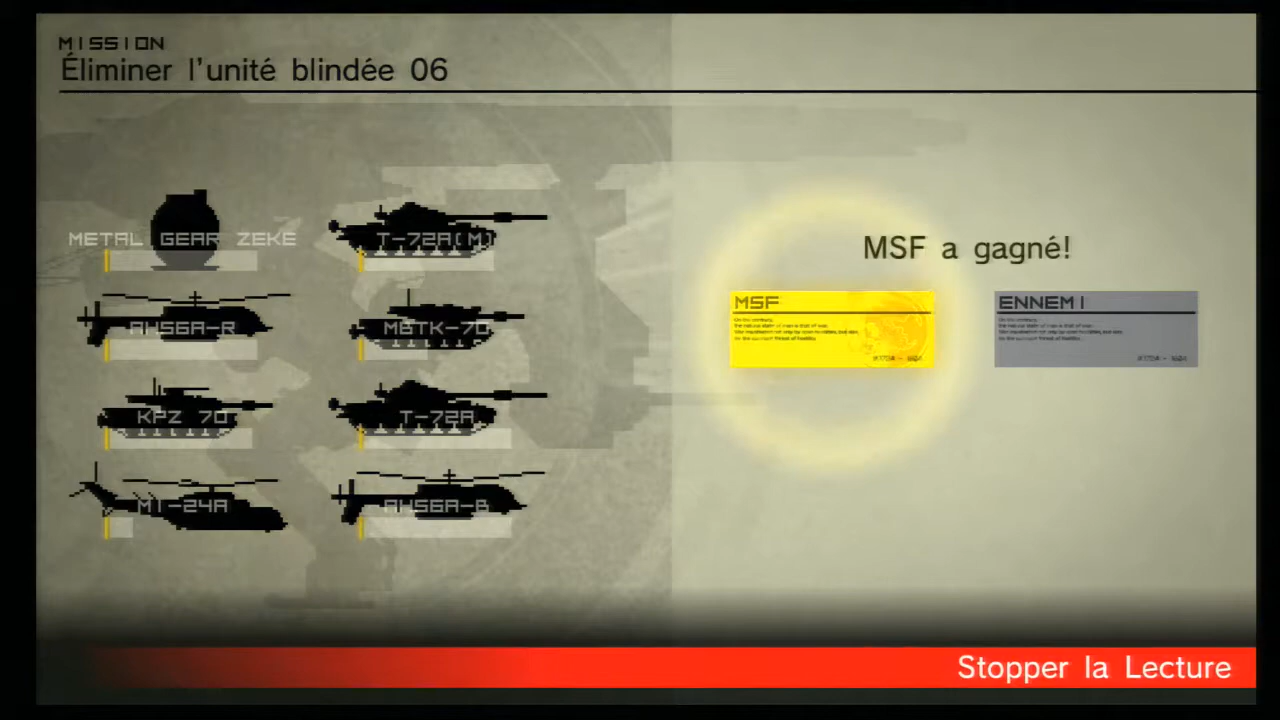 MISSION
Éliminer l'unité blindée 06
METAL GEAR ZEKE
T-72A(M)
AH56A-R
MBTK-70
KPZ 70
T-72A
MI-24A
AH56A-B
MSF a gagné!
MSF
ENNEMI
Stopper la Lecture